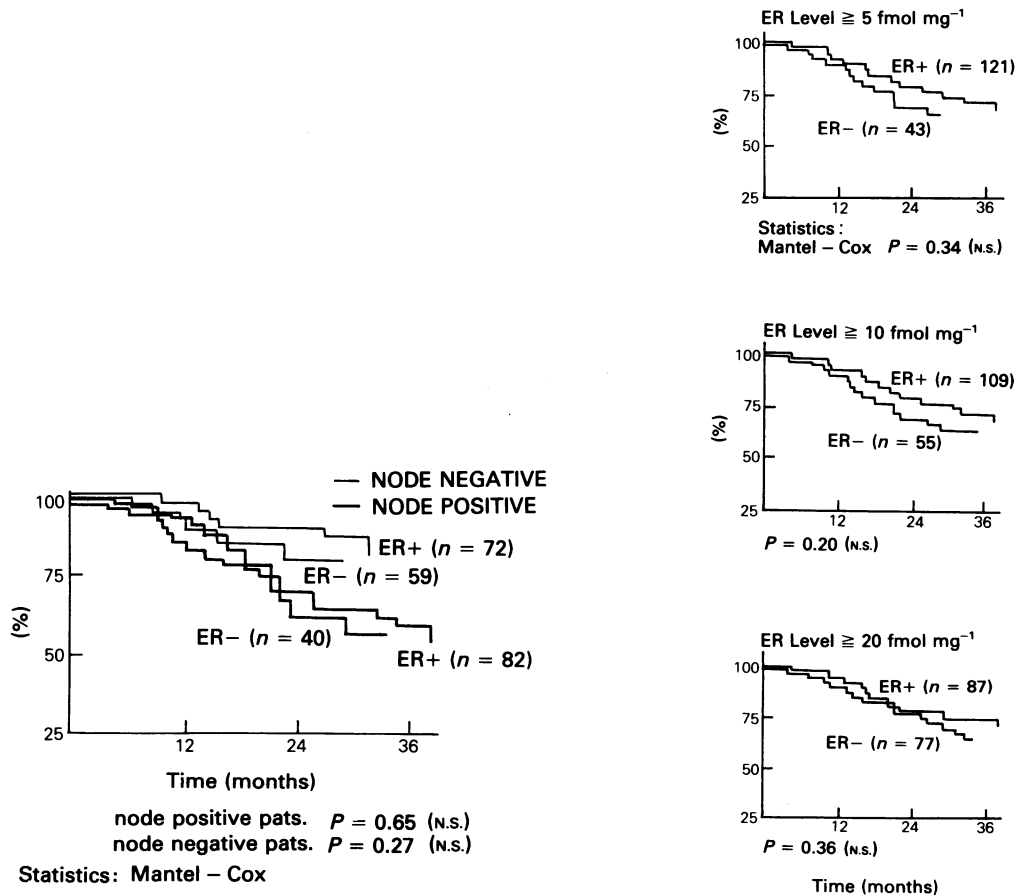 — NODE NEGATIVE
— NODE POSITIVE
100
75
50
25
(%)
ER+ (n = 72)
ER− (n = 59)
ER− (n = 40)
ER+ (n = 82)
12 24 36
Time (months)
node positive pats. P = 0.65 (N.S.)
node negative pats. P = 0.27 (N.S.)
Statistics: Mantel – Cox
ER Level ≧ 5 fmol mg⁻¹
100
75
50
25
(%)
ER+ (n = 121)
ER− (n = 43)
12 24 36
Statistics:
Mantel – Cox P = 0.34 (N.S.)
ER Level ≧ 10 fmol mg⁻¹
100
75
50
25
(%)
ER+ (n = 109)
ER− (n = 55)
12 24 36
P = 0.20 (N.S.)
ER Level ≧ 20 fmol mg⁻¹
100
75
50
25
(%)
ER+ (n = 87)
ER− (n = 77)
12 24 36
P = 0.36 (N.S.)
Time (months)